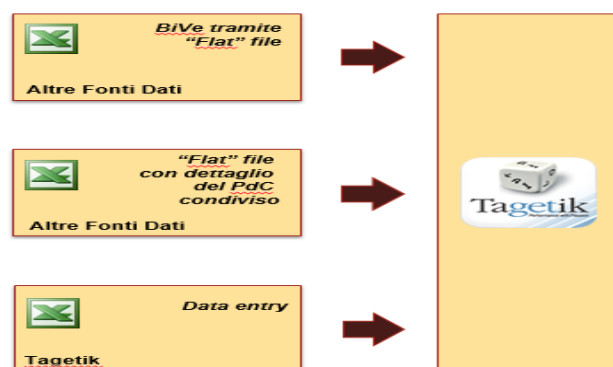 BiVe tramite
“Flat” file
Altre Fonti Dati
“Flat” file
con dettaglio
del PdC
condiviso
Altre Fonti Dati
Data entry
Tagetik
Tagetik